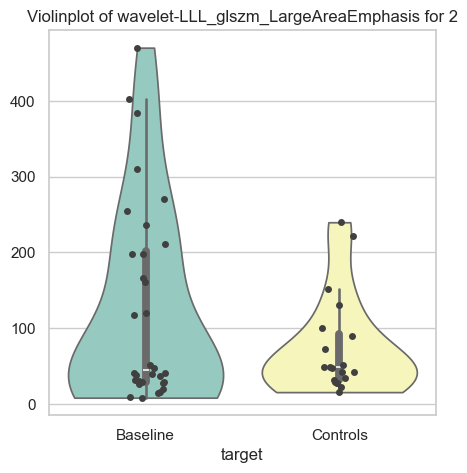 Violinplot of wavelet-LLL_glszm_LargeAreaEmphasis for 2
400
300
200
100
0
Baseline
Controls
target